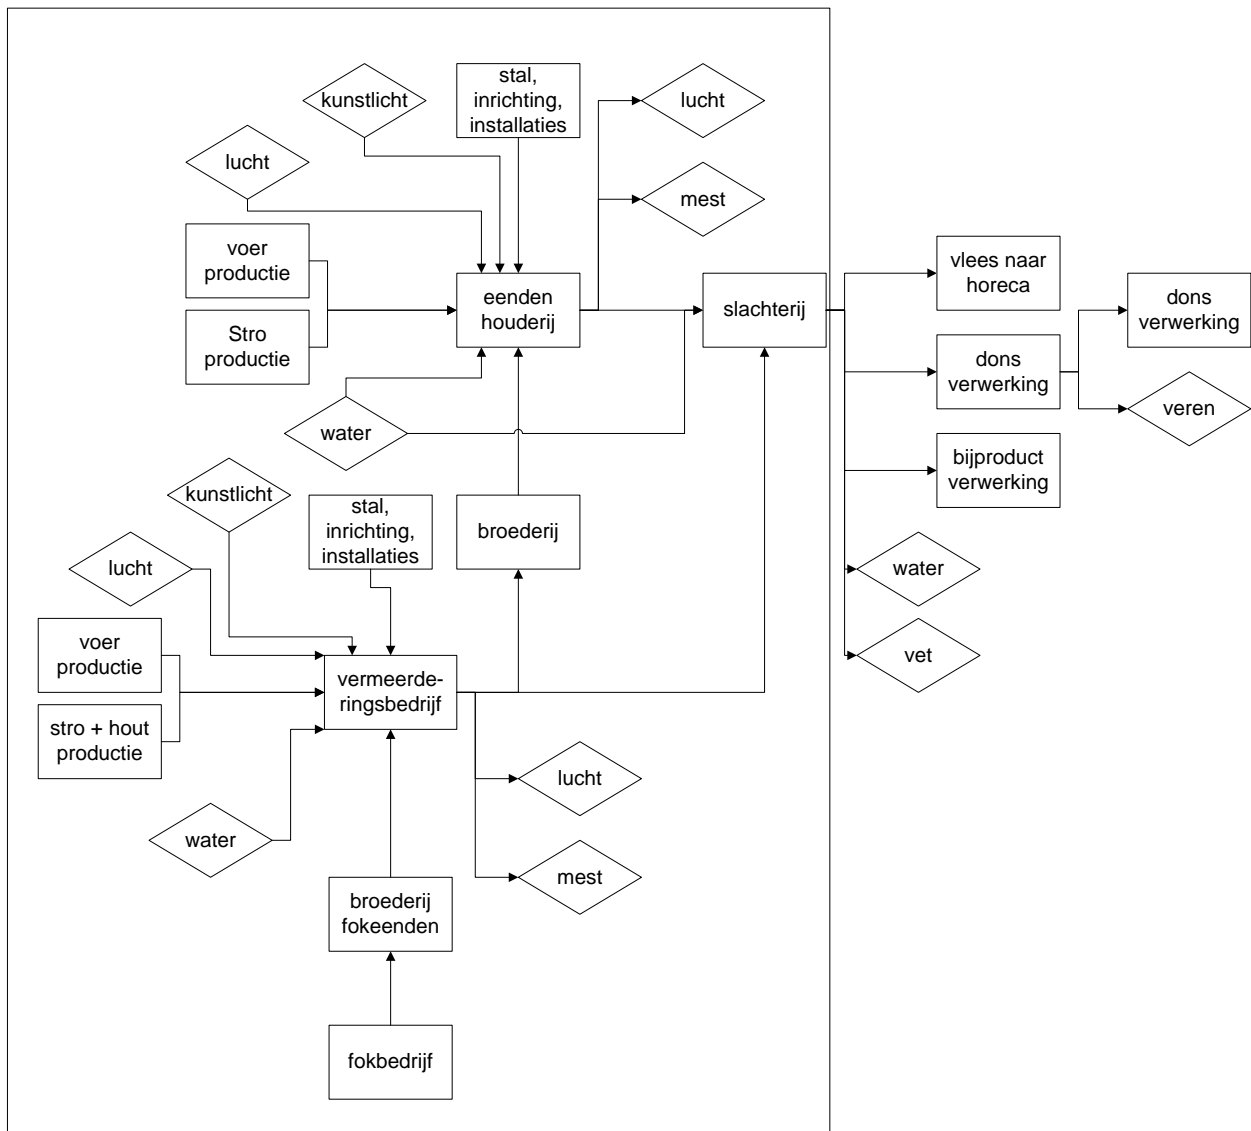 kunstlicht
stal,
inrichting,
installaties
lucht
lucht
mest
voer
productie
Stro
productie
eenden
houderij
slachterij
vlees naar
horeca
dons
verwerking
dons
verwerking
veren
water
bijproduct
verwerking
kunstlicht
stal,
inrichting,
installaties
broederij
lucht
water
voer
productie
vermeerde-
ringsbedrijf
vet
stro + hout
productie
lucht
water
mest
broederij
fokeenden
fokbedrijf